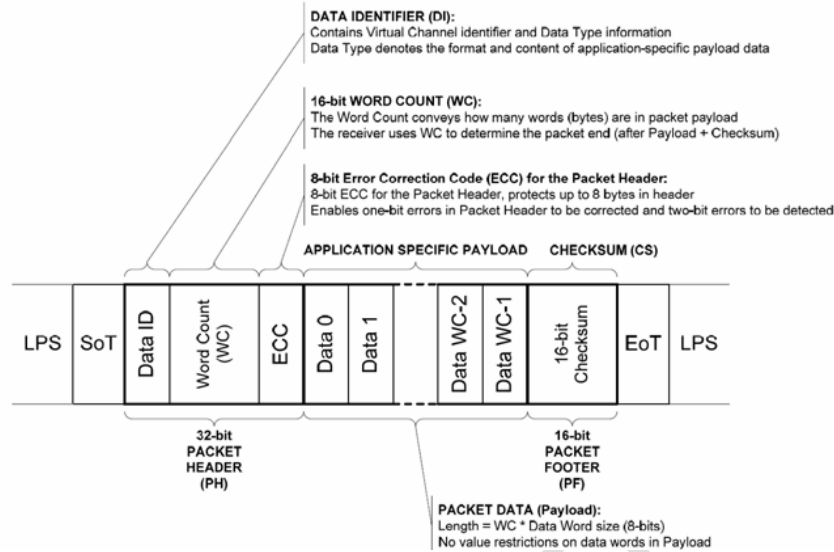 DATA IDENTIFIER (DI):
Contains Virtual Channel identifier and Data Type information
Data Type denotes the format and content of application-specific payload data
16-bit WORD COUNT (WC):
The Word Count conveys how many words (bytes) are in packet payload
The receiver uses WC to determine the packet end (after Payload + Checksum)
8-bit Error Correction Code (ECC) for the Packet Header:
8-bit ECC for the Packet Header, protects up to 8 bytes in header
Enables one-bit errors in Packet Header to be corrected and two-bit errors to be detected
APPLICATION SPECIFIC PAYLOAD
CHECKSUM (CS)
LPS
SoT
Data ID
Word Count
(WC)
ECC
Data 0
Data 1
Data WC-2
Data WC-1
16-bit
Checksum
EoT
LPS
32-bit
PACKET
HEADER
(PH)
16-bit
PACKET
FOOTER
(PF)
PACKET DATA (Payload):
Length = WC * Data Word size (8-bits)
No value restrictions on data words in Payload